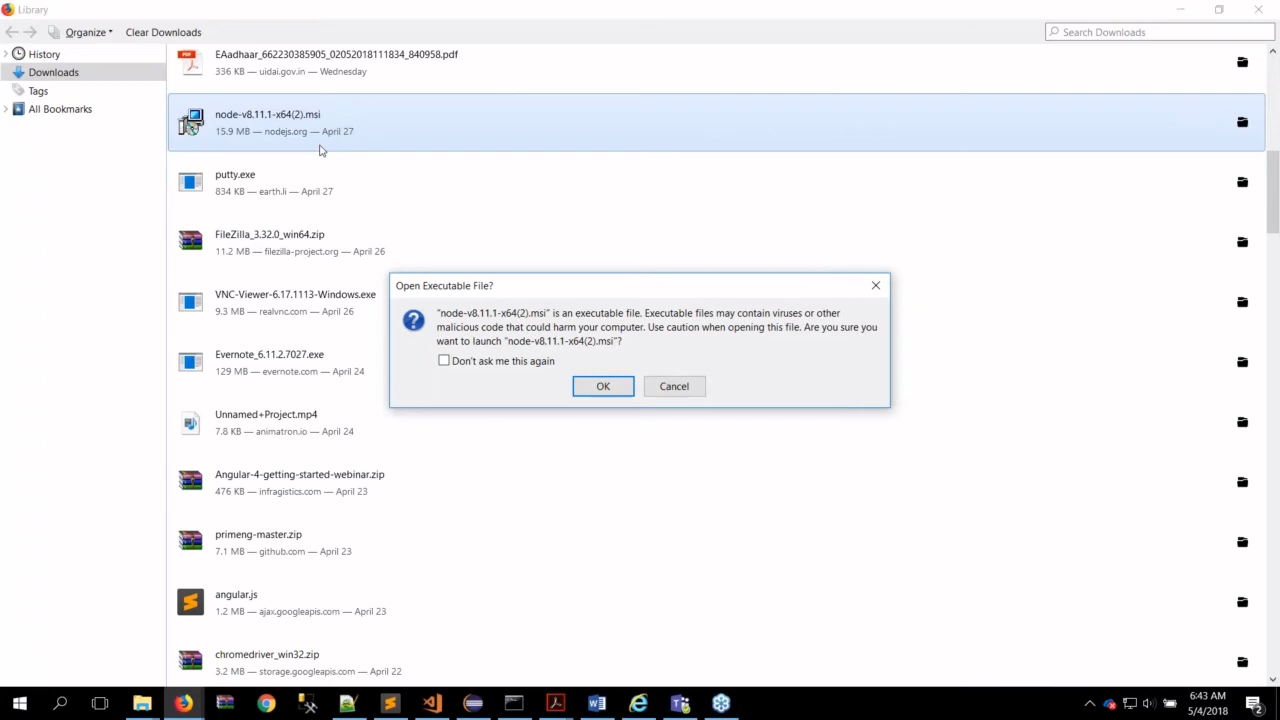 Library
Organize
Clear Downloads
Search Downloads
History
Downloads
Tags
All Bookmarks
EAadhaar_662230385905_02052018111834_840958.pdf
336 KB — uidai.gov.in — Wednesday
node-v8.11.1-x64(2).msi
15.9 MB — nodejs.org — April 27
putty.exe
834 KB — earth.li — April 27
FileZilla_3.32.0_win64.zip
11.2 MB — filezilla-project.org — April 26
VNC-Viewer-6.17.1113-Windows.exe
9.3 MB — realvnc.com — April 26
Evernote_6.11.2.7027.exe
129 MB — evernote.com — April 24
Unnamed+Project.mp4
7.8 KB — animatron.io — April 24
Angular-4-getting-started-webinar.zip
476 KB — infragistics.com — April 23
primeng-master.zip
7.1 MB — github.com — April 23
angular.js
1.2 MB — ajax.googleapis.com — April 23
chromedriver_win32.zip
3.2 MB — storage.googleapis.com — April 22
Open Executable File?
"node-v8.11.1-x64(2).msi" is an executable file. Executable files may contain viruses or other
malicious code that could harm your computer. Use caution when opening this file. Are you sure you
want to launch "node-v8.11.1-x64(2).msi"?
Don't ask me this again
OK
Cancel
6:43 AM
5/4/2018
2